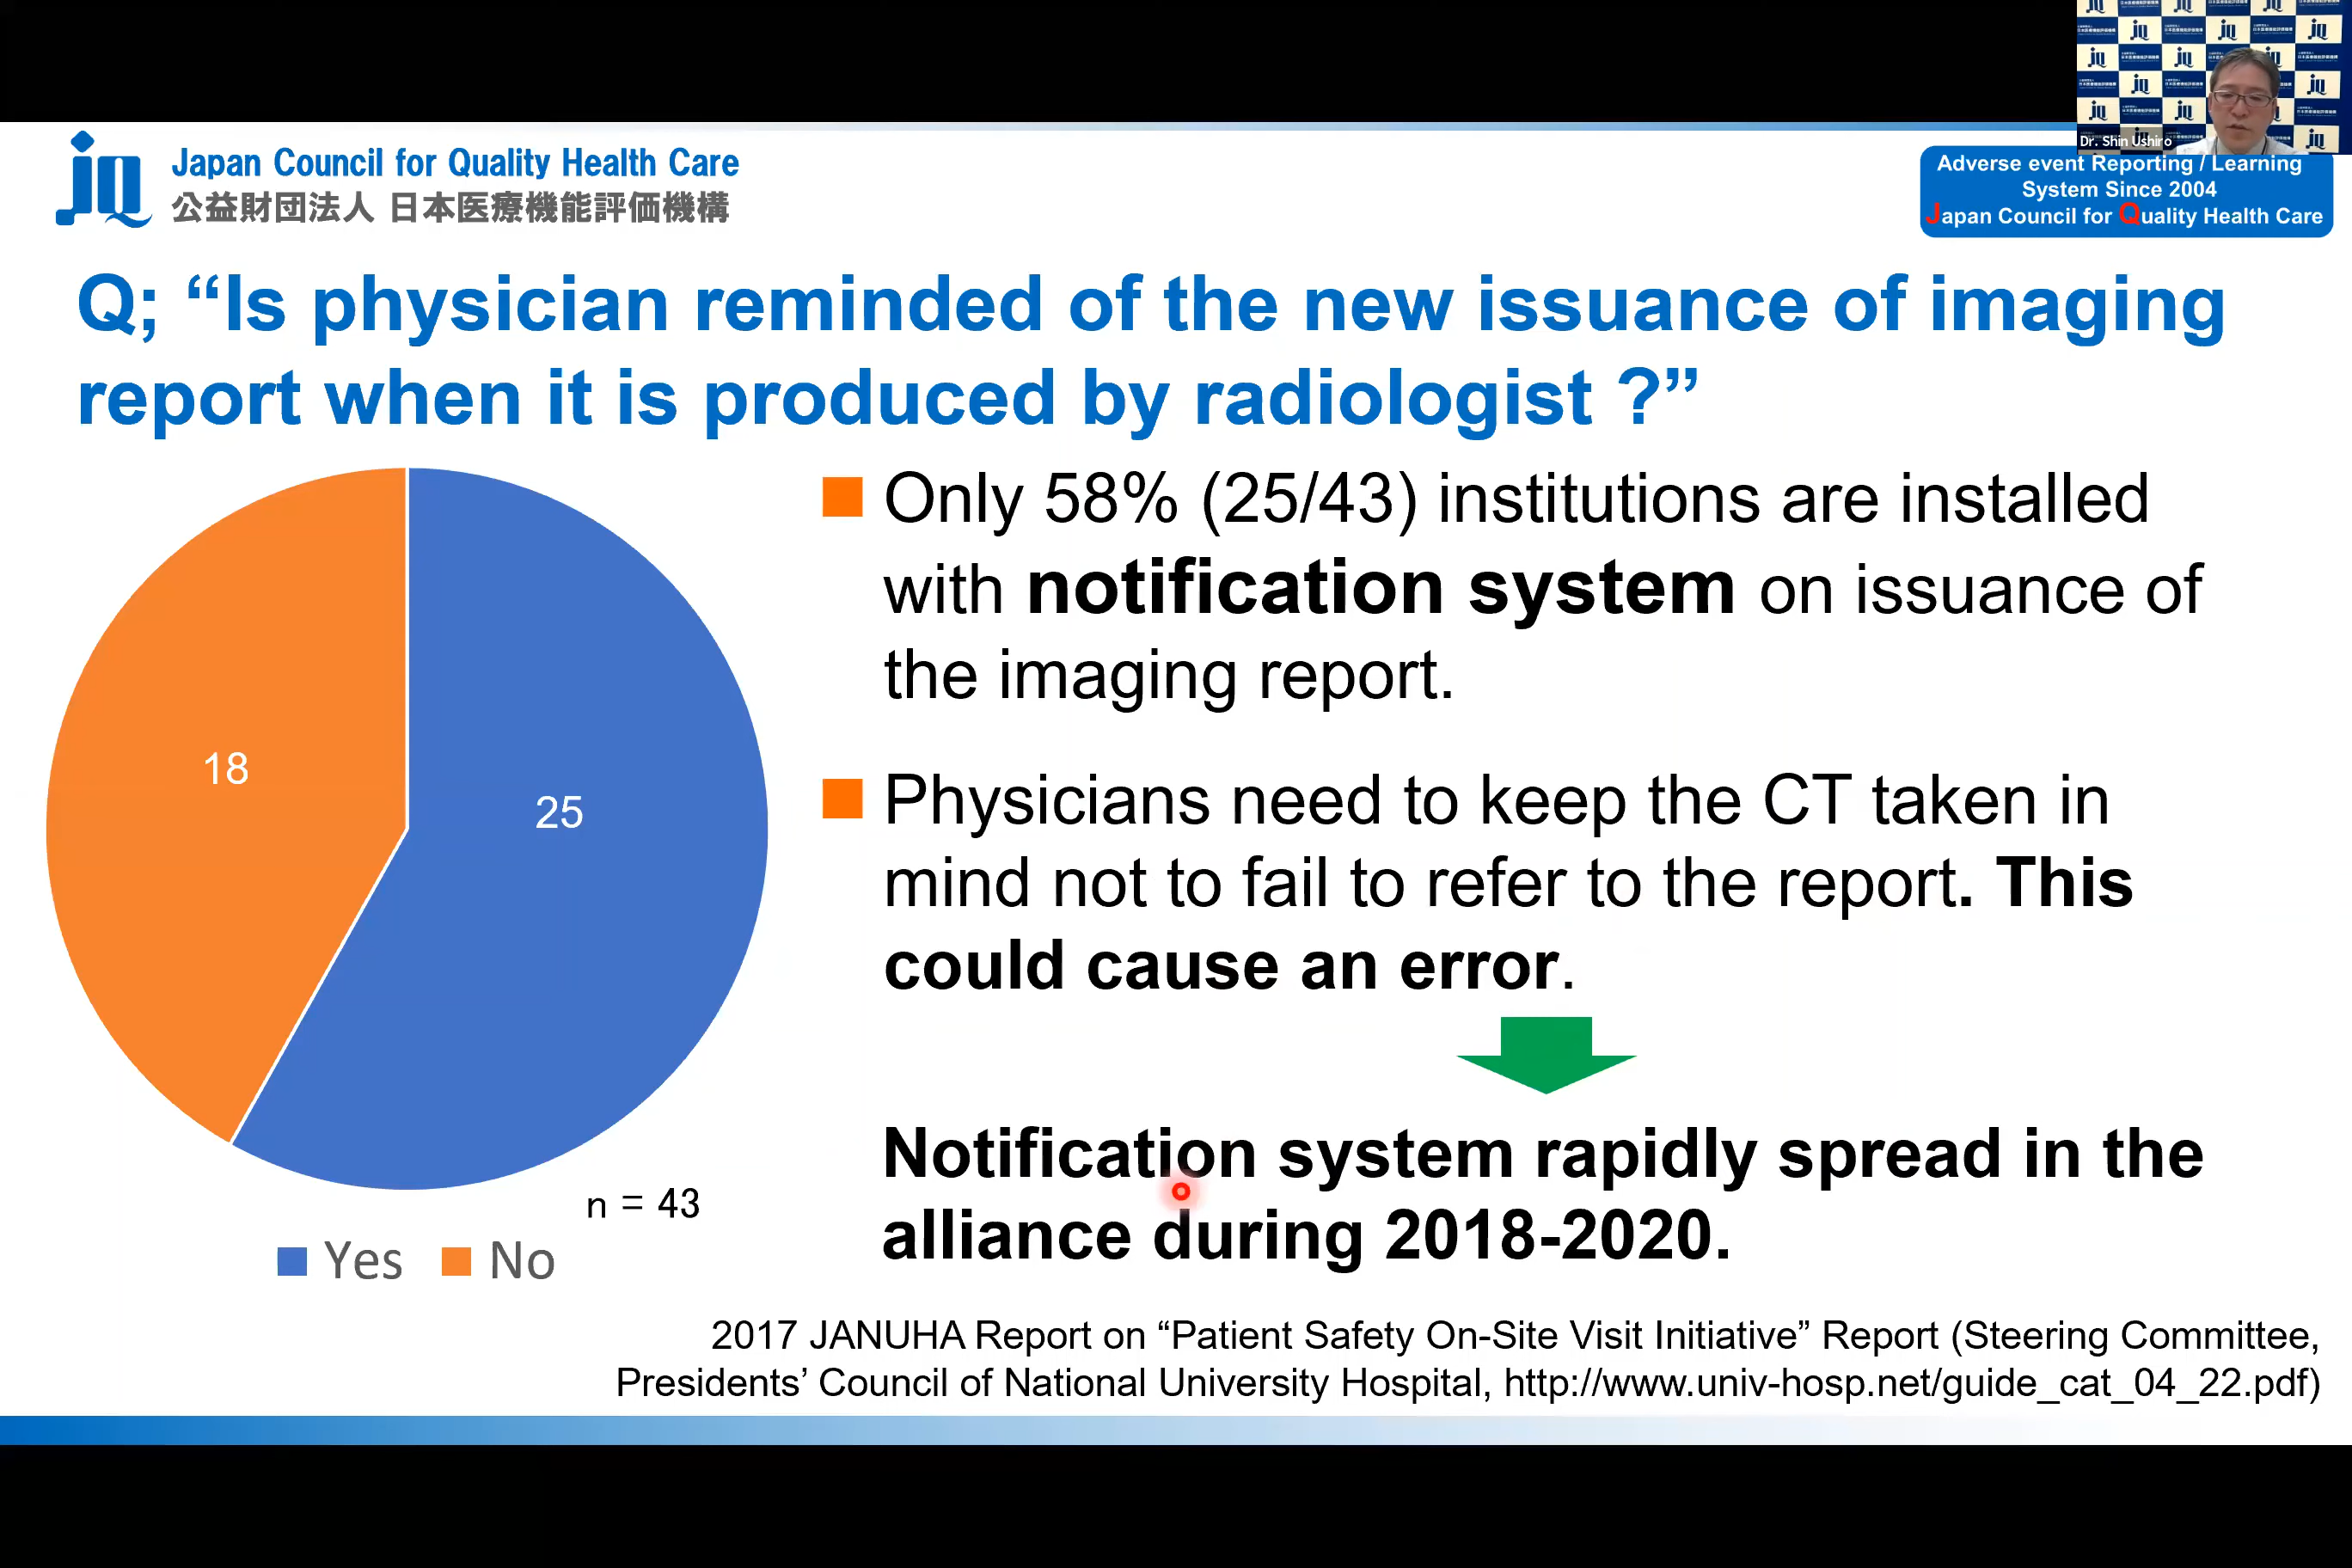 Dr. Shin Ushiro
Japan Council for Quality Health Care
公益財団法人 日本医療機能評価機構
Adverse event Reporting / Learning
System Since 2004
Japan Council for Quality Health Care
Q; “Is physician reminded of the new issuance of imaging
report when it is produced by radiologist ?”
18
25
n = 43
Yes No
Only 58% (25/43) institutions are installed
with notification system on issuance of
the imaging report.
Physicians need to keep the CT taken in
mind not to fail to refer to the report. This
could cause an error.
Notification system rapidly spread in the
alliance during 2018-2020.
2017 JANUHA Report on “Patient Safety On-Site Visit Initiative” Report (Steering Committee,
Presidents’ Council of National University Hospital, http://www.univ-hosp.net/guide_cat_04_22.pdf)